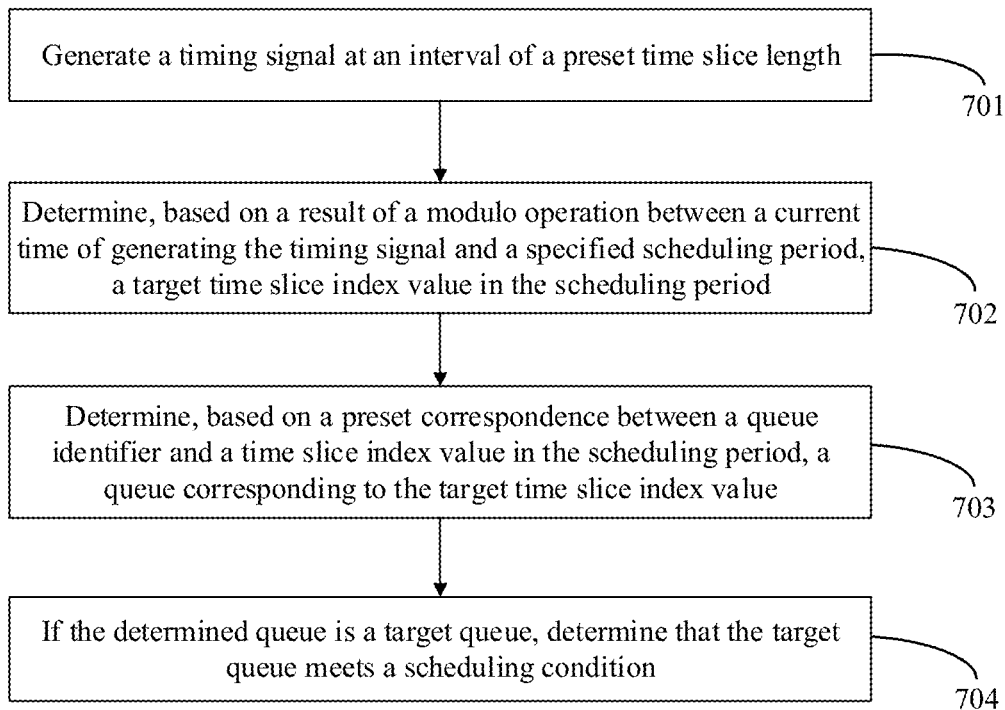 Generate a timing signal at an interval of a preset time slice length
701
Determine, based on a result of a modulo operation between a current
time of generating the timing signal and a specified scheduling period,
a target time slice index value in the scheduling period
702
Determine, based on a preset correspondence between a queue
identifier and a time slice index value in the scheduling period, a
queue corresponding to the target time slice index value
703
If the determined queue is a target queue, determine that the target
queue meets a scheduling condition
704